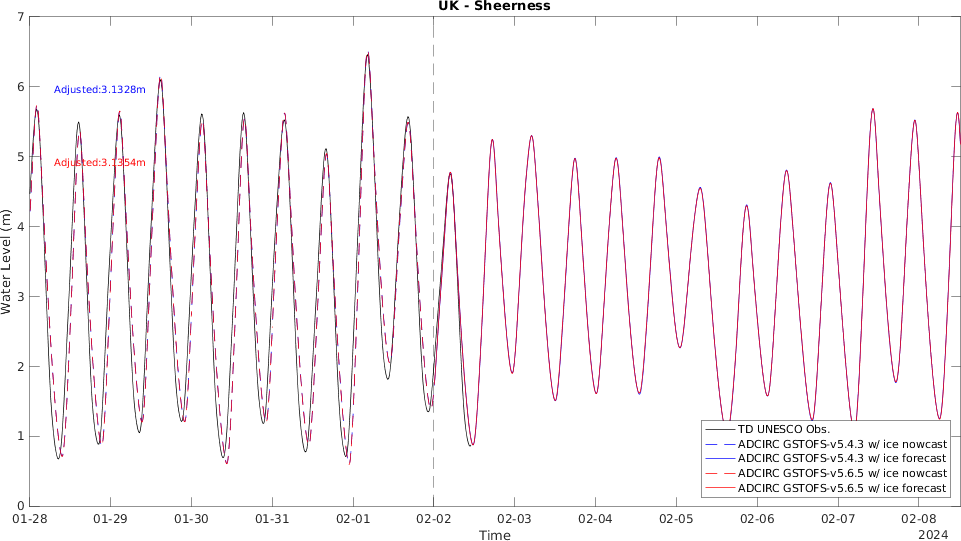 UK - Sheerness
7
6
5
4
3
2
1
0
Water Level (m)
Adjusted:3.1328m
Adjusted:3.1354m
TD UNESCO Obs.
ADCIRC GSTOFS-v5.4.3 w/ ice nowcast
ADCIRC GSTOFS-v5.4.3 w/ ice forecast
ADCIRC GSTOFS-v5.6.5 w/ ice nowcast
ADCIRC GSTOFS-v5.6.5 w/ ice forecast
01-28 01-29 01-30 01-31 02-01 02-02 02-03 02-04 02-05 02-06 02-07 02-08
Time
2024